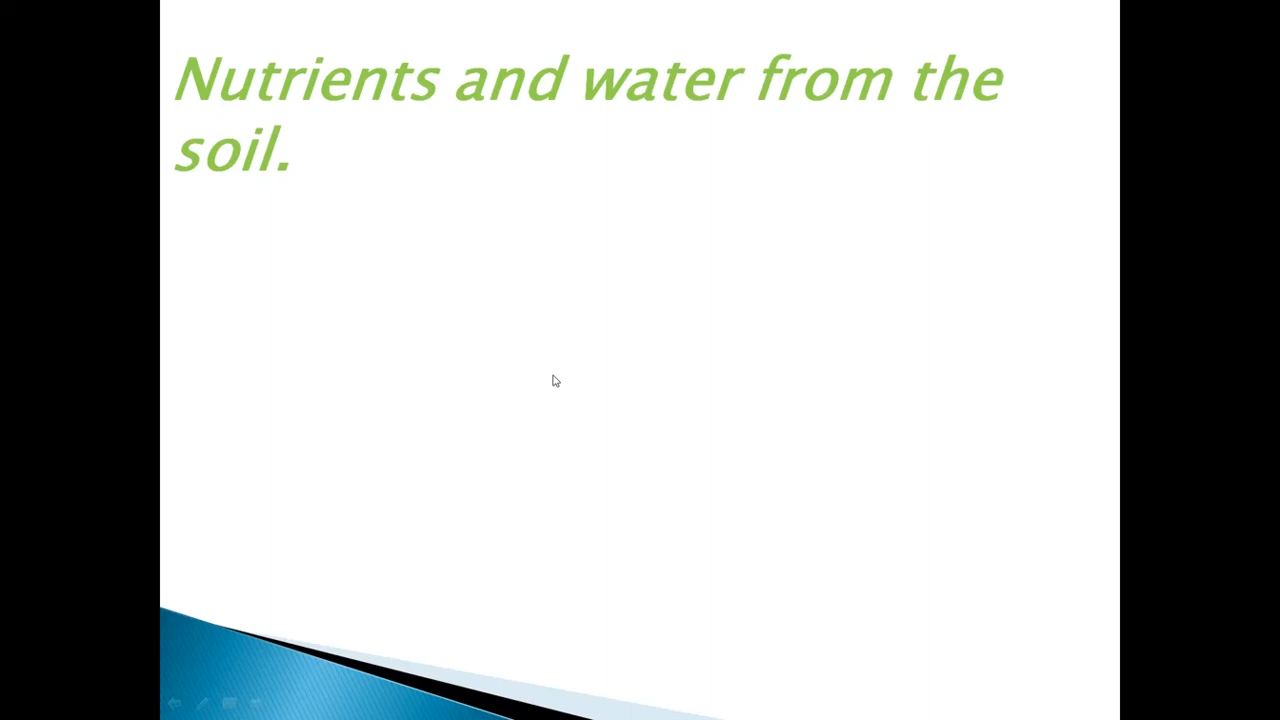 Nutrients and water from the
soil.